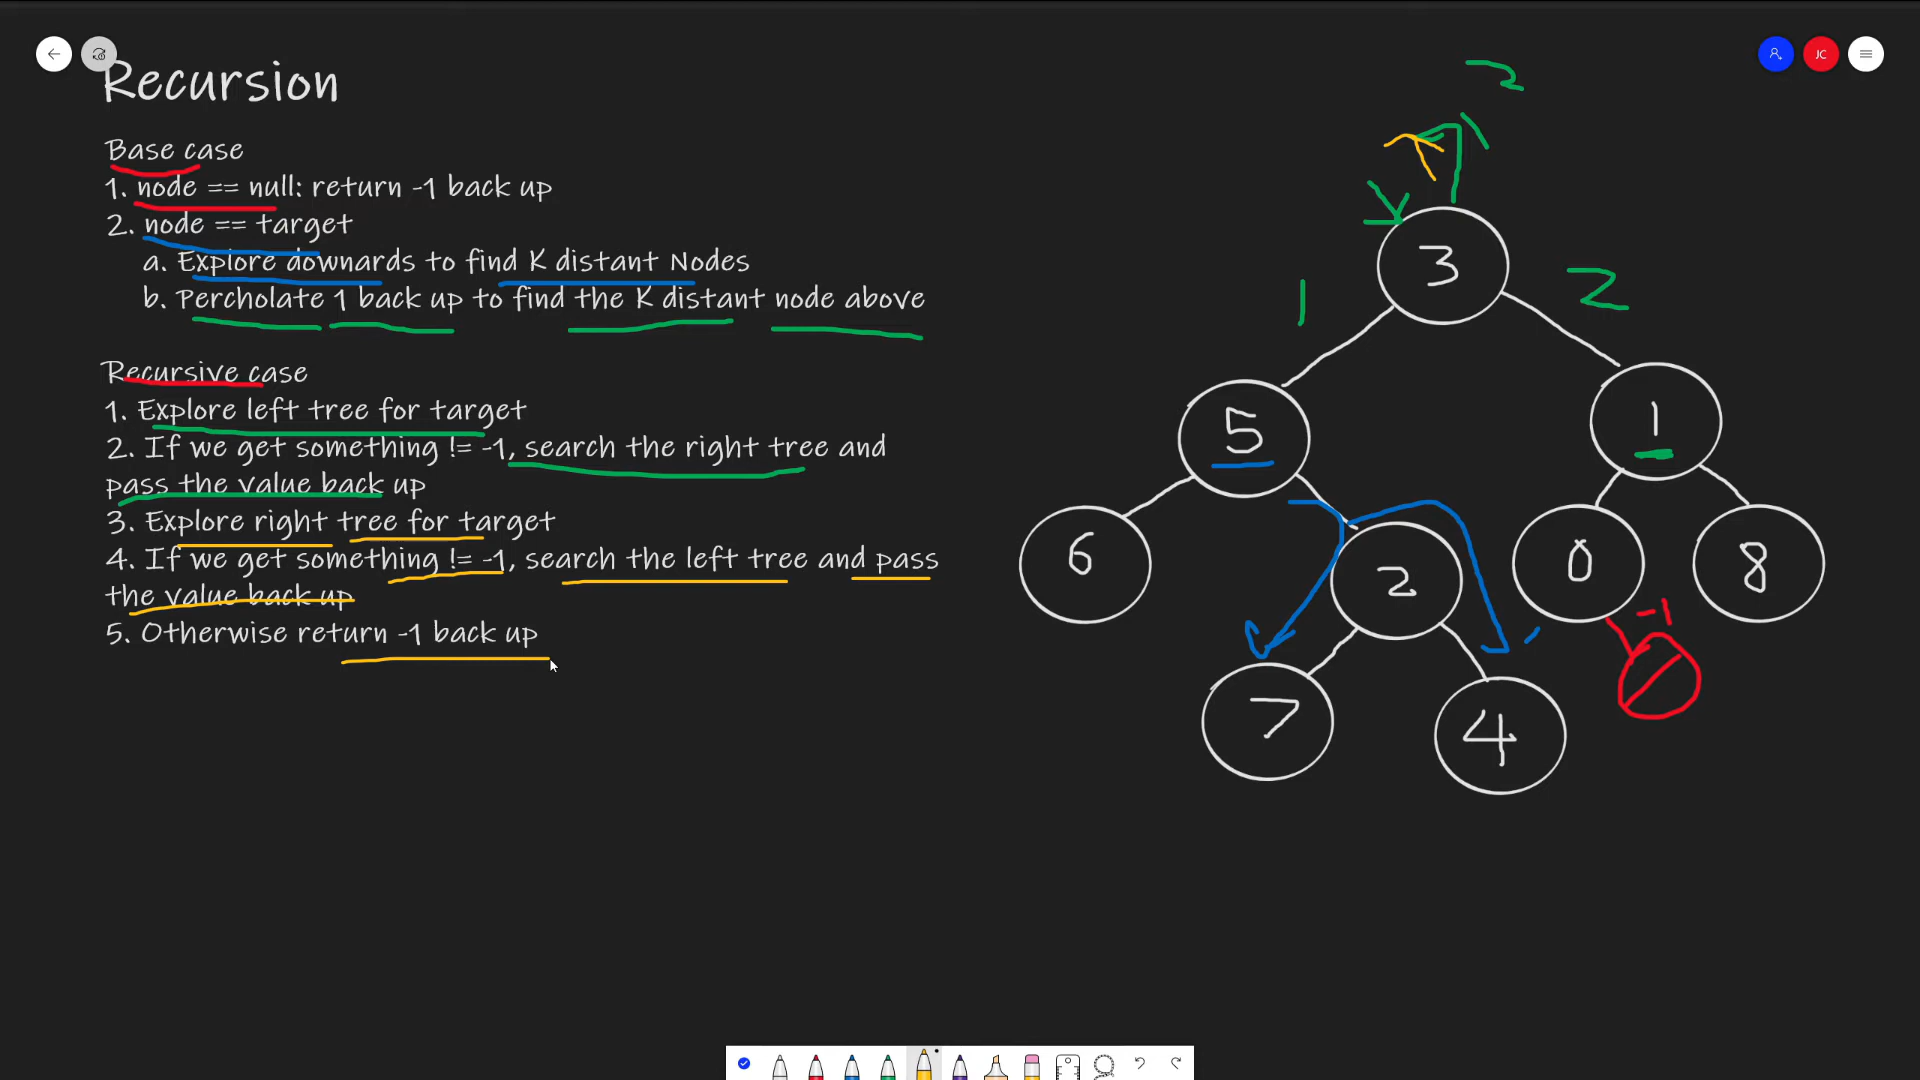 JC
Recursion
Base case
1. node == null: return -1 back up
2. node == target
a. Explore downards to find K distant Nodes
b. Percholate 1 back up to find the K distant node above
Recursive case
1. Explore left tree for target
2. If we get something != -1, search the right tree and
pass the value back up
3. Explore right tree for target
4. If we get something != -1, search the left tree and pass
the value back up
5. Otherwise return -1 back up
2
3
1
2
5
1
6
2
0
8
-1
7
4